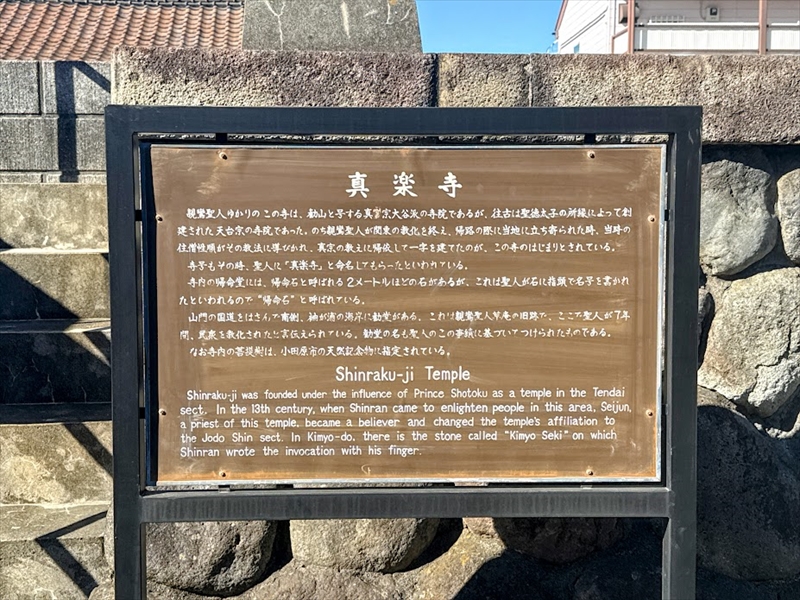 真楽寺
親鸞聖人ゆかりの この寺は、勧山と号する真宗大谷派の寺院であるが、往古は聖徳太子の所縁によって創
建された 天台宗の寺院であった。のち親鸞聖人が関東の教化を終え、帰路の際に当地に立ち寄られた時、当時の
住僧性順がその教法に導びかれ、真宗の教えに帰依して一宇を建てたのが、この寺のはじまりとされている。
寺号もその時、聖人に「真楽寺」と命名してもらったといわれている。
寺内の帰命堂には、帰命石と呼ばれる２メートルほどの石があるが、これは聖人が石に指頭で名号を書かれ
たといわれるので“帰命石”と呼ばれている。
山門の国道をはさんで南側、袖が浦の海岸に勧堂がある。これは親鸞聖人草庵の旧跡で、ここで聖人が７年
間、民衆を教化されたと言伝えられている。勧堂の名も聖人のこの事績に基づいてつけられたものである。
なお寺内の菩提樹は、小田原市の天然記念物に指定されている。
Shinraku-ji Temple
Shinraku-ji was founded under the influence of Prince Shotoku as a temple in the Tendai
sect. In the 13th century, when Shinran came to enlighten people in this area, Seijun,
a priest of this temple, became a believer and changed the temple's affiliation to
the Jodo Shin sect. In Kimyo-do, there is the stone called “Kimyo Seki” on which
Shinran wrote the invocation with his finger.